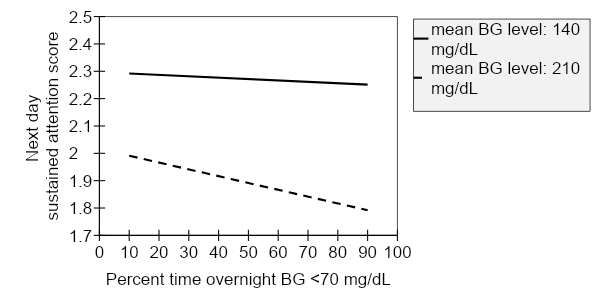 2.5
2.4
2.3
2.2
2.1
2
1.9
1.8
1.7
0 10 20 30 40 50 60 70 80 90 100
Next day
sustained attention score
Percent time overnight BG <70 mg/dL
mean BG level: 140
mg/dL
mean BG level: 210
mg/dL